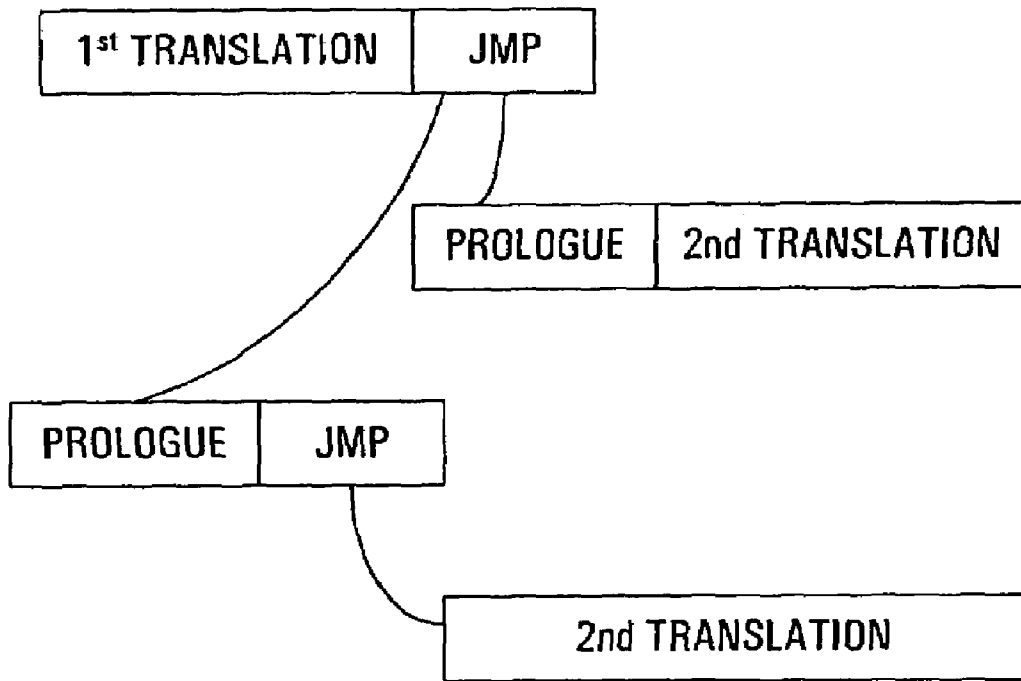 1st TRANSLATION JMP
PROLOGUE 2nd TRANSLATION
PROLOGUE JMP
2nd TRANSLATION